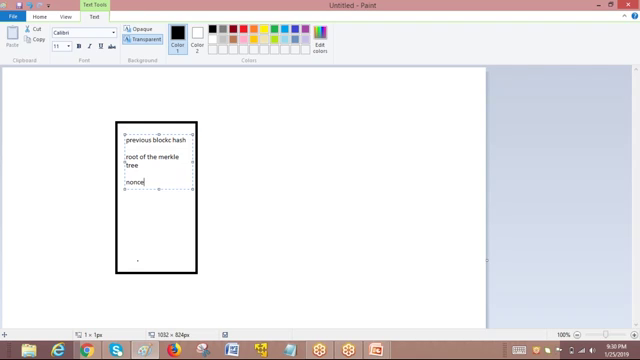 Untitled - Paint
Text Tools
File
Home
View
Text
Paste
Cut
Copy
Clipboard
Calibri
11
B
I
U
abc
Font
Opaque
Transparent
Background
Color
1
Color
2
Edit
colors
Colors
previous blockc hash
root of the merkle
tree
nonce
1 × 1px
1032 × 824px
100%
9:30 PM
1/25/2019